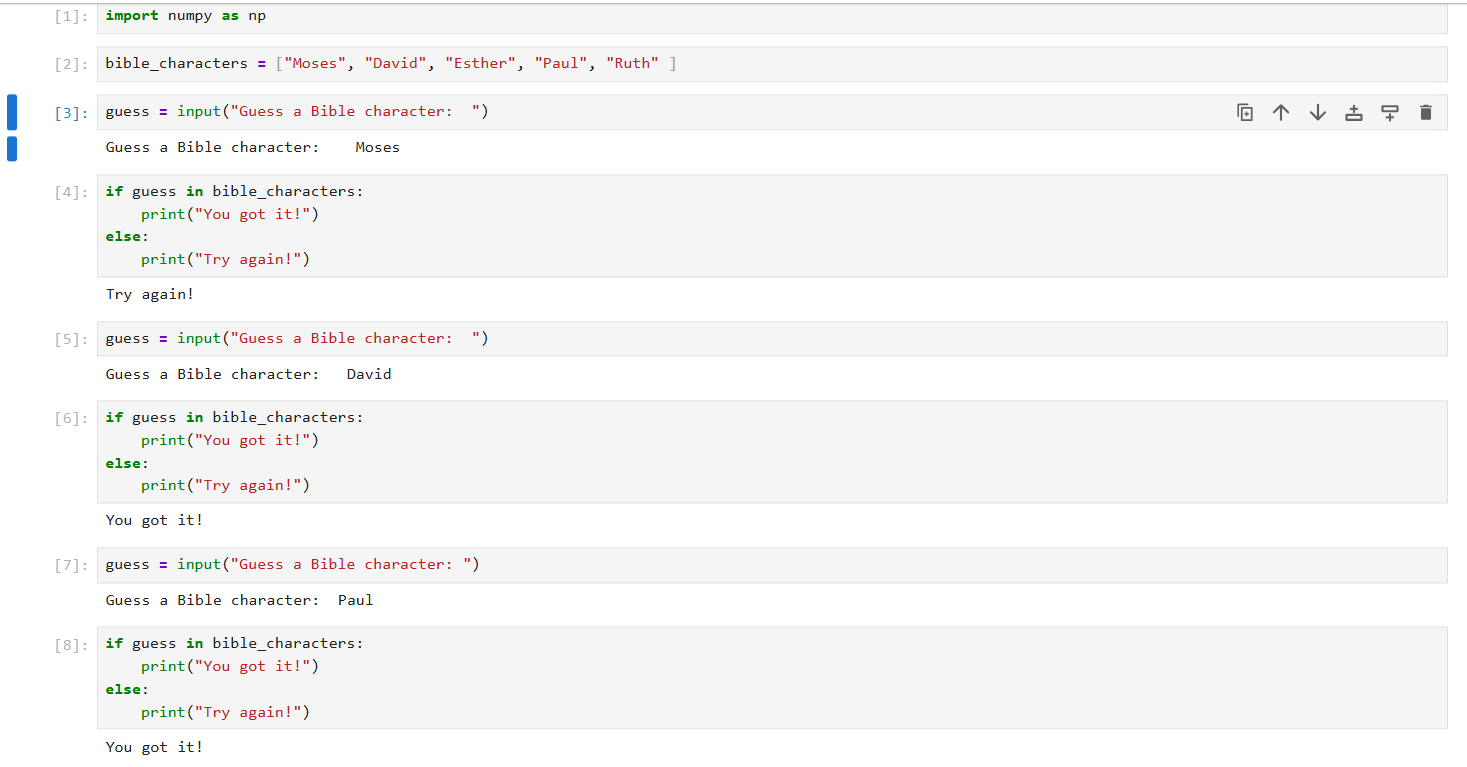 [1]: import numpy as np
[2]: bible_characters = ["Moses", "David", "Esther", "Paul", "Ruth" ]
[3]: guess = input("Guess a Bible character:  ")
Guess a Bible character:    Moses
[4]: if guess in bible_characters:
    print("You got it!")
else:
    print("Try again!")
Try again!
[5]: guess = input("Guess a Bible character:  ")
Guess a Bible character:   David
[6]: if guess in bible_characters:
    print("You got it!")
else:
    print("Try again!")
You got it!
[7]: guess = input("Guess a Bible character: ")
Guess a Bible character:  Paul
[8]: if guess in bible_characters:
    print("You got it!")
else:
    print("Try again!")
You got it!